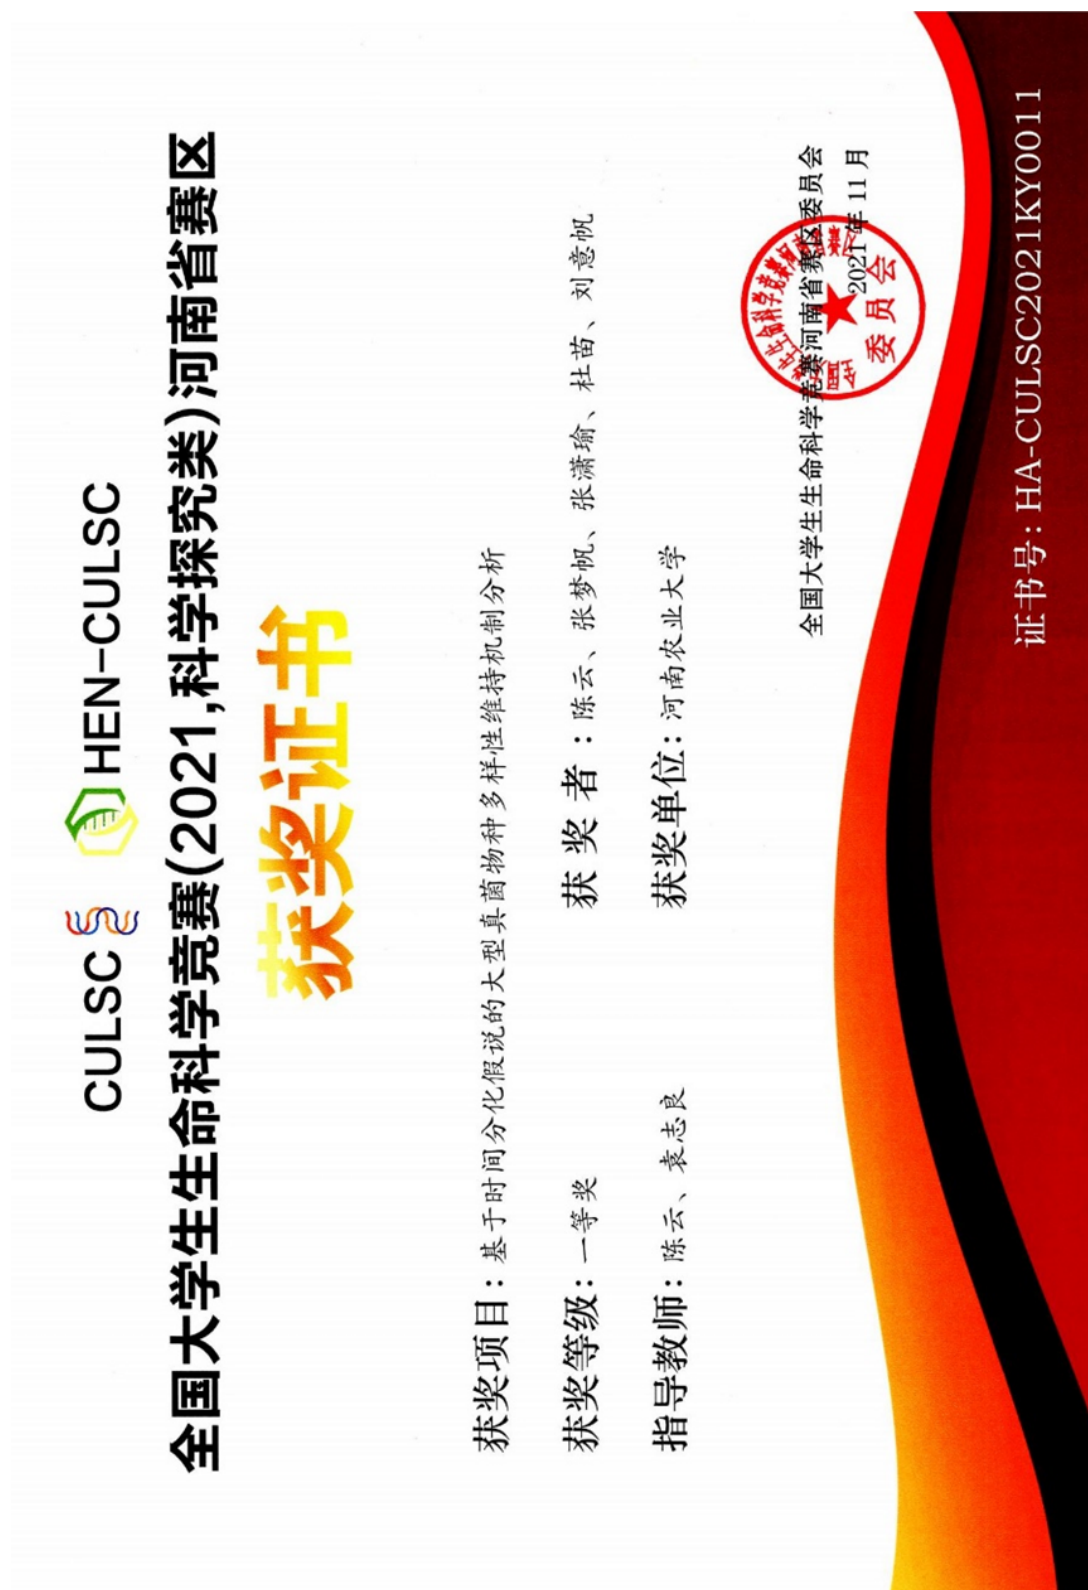 CULSC HEN-CULSC
全国大学生生命科学竞赛(2021,科学探究类)河南省赛区
获奖证书
获奖项目:基于时间分化假说的大型真菌物种多样性维持机制分析
获奖等级:一等奖 获 奖 者:陈云、张梦帆、张潇瑜、杜苗、刘意帆
指导教师:陈云、袁志良 获奖单位:河南农业大学
全国大学生生命科学竞赛河南省赛区委员会
2021年11月
委员会
证书号:HA-CULSC2021KY0011